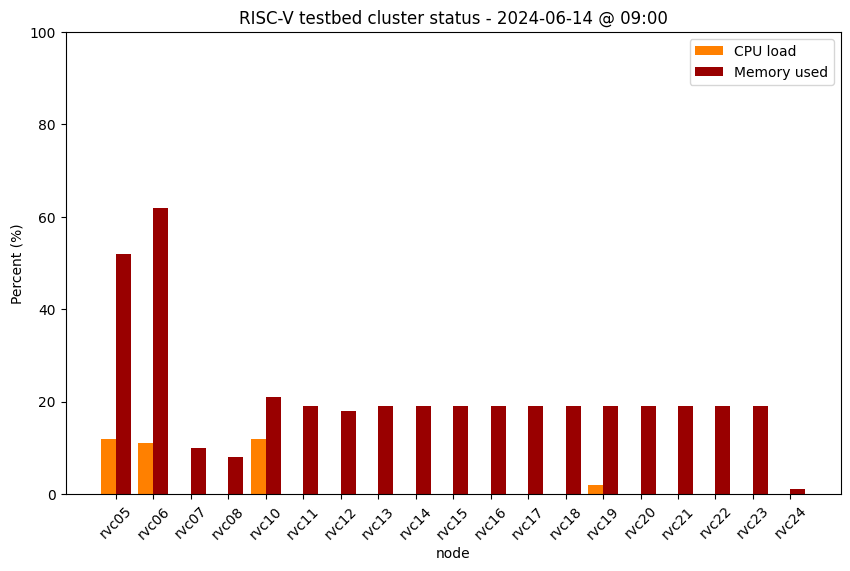 RISC-V testbed cluster status - 2024-06-14 @ 09:00
CPU load
Memory used
Percent (%)
100
80
60
40
20
0
rvc05
rvc06
rvc07
rvc08
rvc10
rvc11
rvc12
rvc13
rvc14
rvc15
rvc16
rvc17
rvc18
rvc19
rvc20
rvc21
rvc22
rvc23
rvc24
node